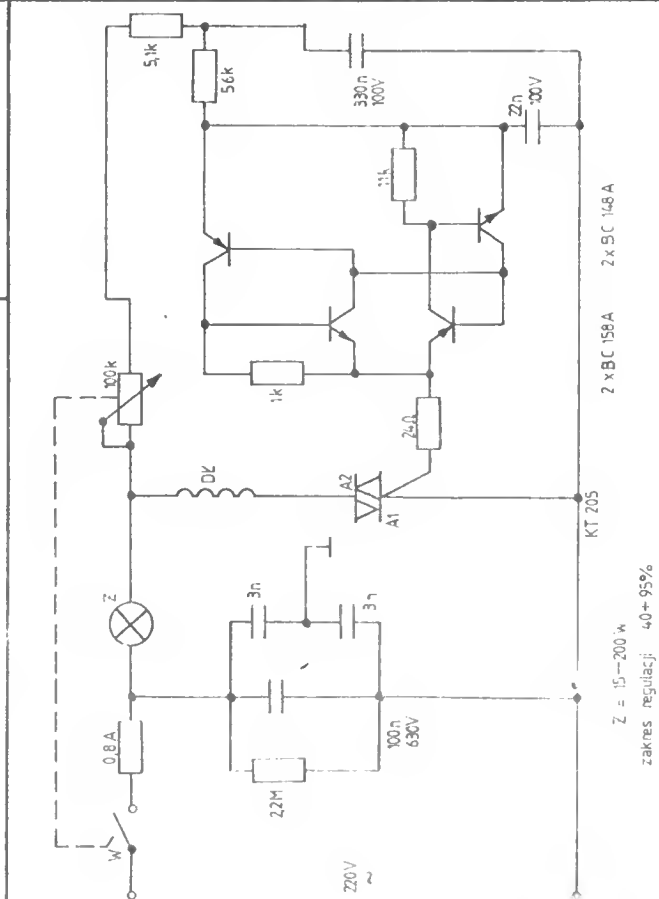 W
0,8 A
Z
100k
5,1k
56k
330n
100V
22n
100V
11k
1k
24Ω
DŁ
A2
A1
KT 205
3n
3n
100n
630V
2,2M
220V
~
2 x BC 158 A
2 x BC 148 A
Z = 15—200 W
zakres regulacji 40÷95%